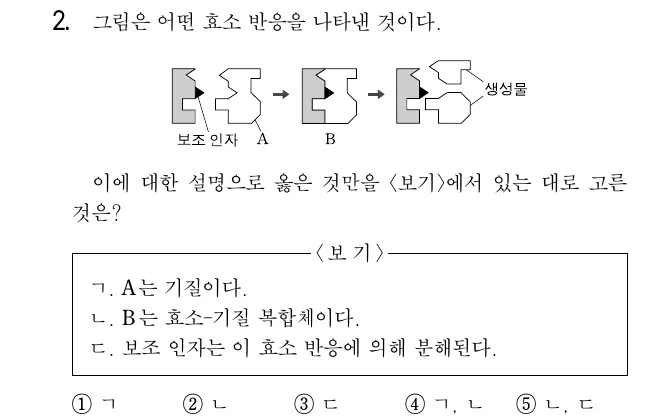 2. 그림은 어떤 효소 반응을 나타낸 것이다.
생성물
보조 인자 A B
이에 대한 설명으로 옳은 것만을 〈보기〉에서 있는 대로 고른
것은?
〈보 기〉
ㄱ. A는 기질이다.
ㄴ. B는 효소-기질 복합체이다.
ㄷ. 보조 인자는 이 효소 반응에 의해 분해된다.
① ㄱ ② ㄴ ③ ㄷ ④ ㄱ, ㄴ ⑤ ㄴ, ㄷ